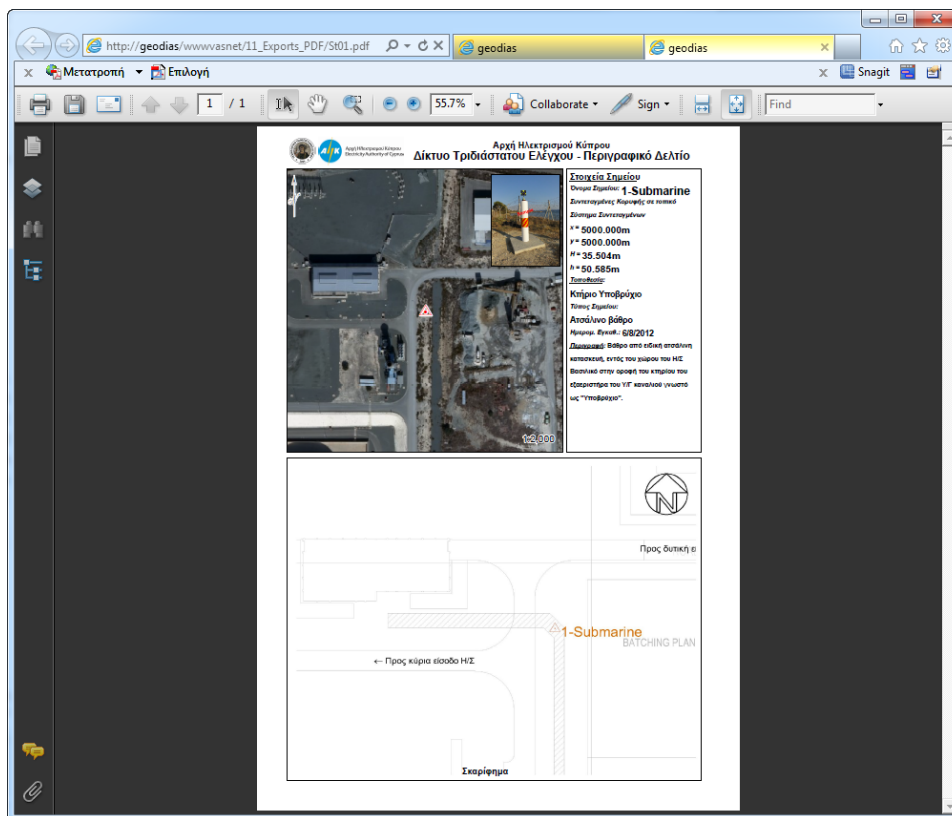 http://geodias/wwwvasnet/11_Exports_PDF/St01.pdf
geodias
geodias
x
x Μετατροπή Επιλογή
x Snagit
1 / 1
55.7%
Collaborate
Sign
Find
ΑΗΚ
Αρχή Ηλεκτρισμού Κύπρου
Electricity Authority of Cyprus
Αρχή Ηλεκτρισμού Κύπρου
Δίκτυο Τριδιάστατου Ελέγχου - Περιγραφικό Δελτίο
Στοιχεία Σημείου
Όνομα Σημείου: 1-Submarine
Συντεταγμένες Κορυφής σε τοπικό
Σύστημα Συντεταγμένων
x = 5000.000m
y = 5000.000m
H = 35.504m
h = 50.585m
Τοποθεσία:
Κτήριο Υποβρύχιο
Τύπος Σημείου:
Ατσάλινο βάθρο
Ημερομ. Εγκαθ.: 6/8/2012
Περιγραφή: Βάθρο από ειδική ατσάλινη
κατασκευή, εντός του χώρου του Η/Σ
Βασιλικό στην οροφή του κτηρίου του
εξαεριστήρα του Υ/Γ καναλιού γνωστό
ως "Υποβρύχιο".
1:2,000
N
Προς δυτική εί
1-Submarine
BATCHING PLAN
← Προς κύρια είσοδο Η/Σ
Σκαρίφημα